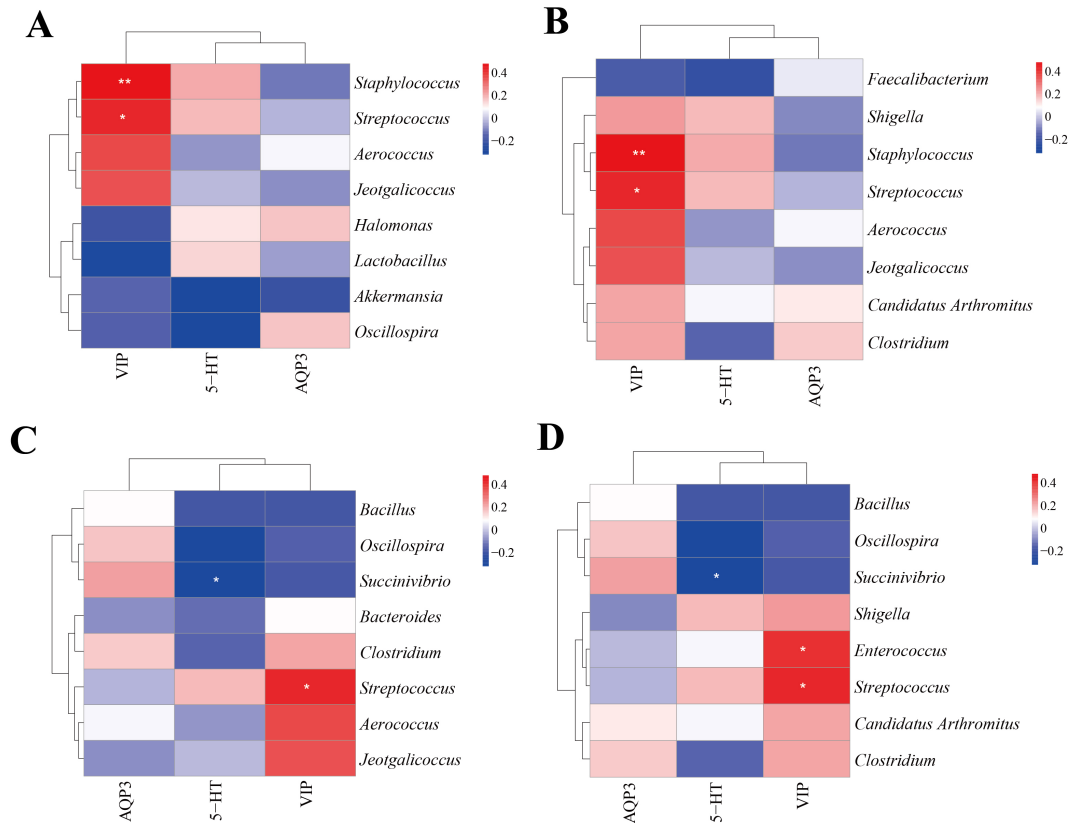 A
0.4
0.2
0
−0.2
**
*
Staphylococcus
Streptococcus
Aerococcus
Jeotgalicoccus
Halomonas
Lactobacillus
Akkermansia
Oscillospira
VIP
5−HT
AQP3
B
0.4
0.2
0
−0.2
**
*
Faecalibacterium
Shigella
Staphylococcus
Streptococcus
Aerococcus
Jeotgalicoccus
Candidatus Arthromitus
Clostridium
VIP
5−HT
AQP3
C
0.4
0.2
0
−0.2
*
*
Bacillus
Oscillospira
Succinivibrio
Bacteroides
Clostridium
Streptococcus
Aerococcus
Jeotgalicoccus
AQP3
5−HT
VIP
D
0.4
0.2
0
−0.2
*
*
*
Bacillus
Oscillospira
Succinivibrio
Shigella
Enterococcus
Streptococcus
Candidatus Arthromitus
Clostridium
AQP3
5−HT
VIP